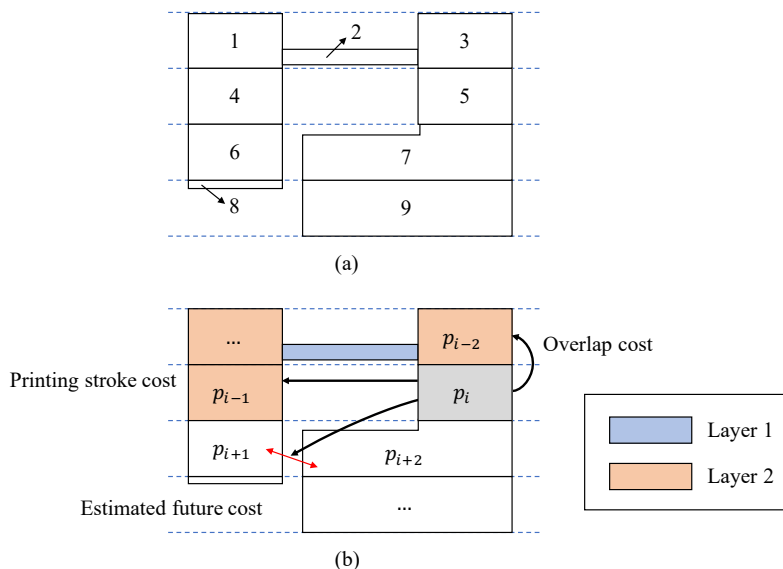 1
2
3
4
5
6
7
8
9
(a)
...
p_{i-2}
Overlap cost
Printing stroke cost
p_{i-1}
p_i
p_{i+1}
p_{i+2}
Layer 1
Layer 2
Estimated future cost
...
(b)